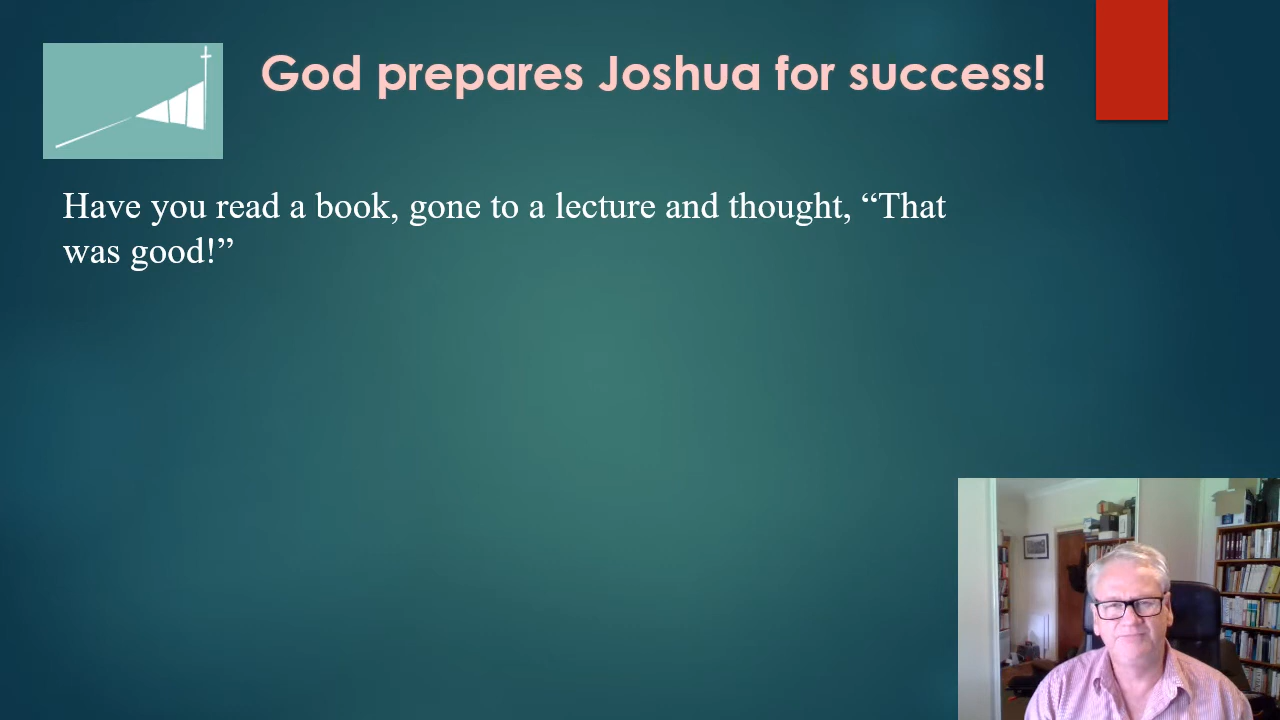 God prepares Joshua for success!
Have you read a book, gone to a lecture and thought, “That
was good!”